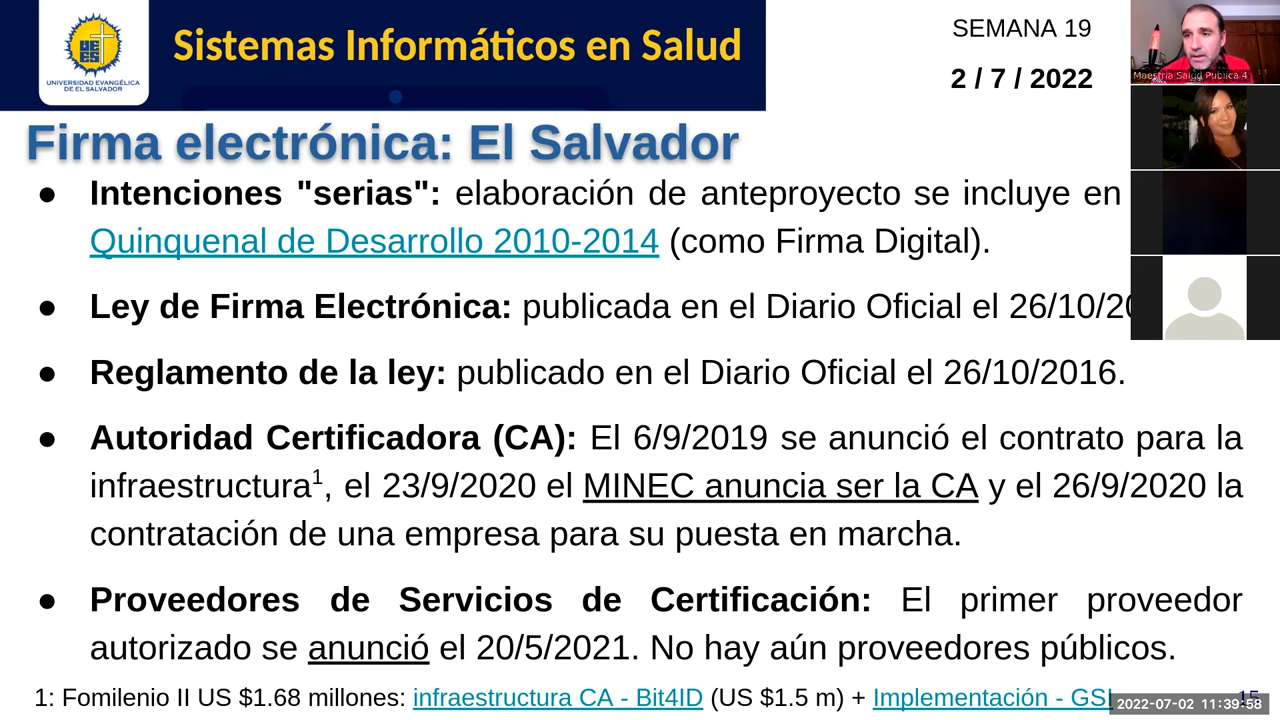 UNIVERSIDAD EVANGÉLICA
DE EL SALVADOR
Sistemas Informáticos en Salud
SEMANA 19
2 / 7 / 2022
Maestria Salud Publica 4
Firma electrónica: El Salvador
● Intenciones "serias": elaboración de anteproyecto se incluye en
Quinquenal de Desarrollo 2010-2014 (como Firma Digital).
● Ley de Firma Electrónica: publicada en el Diario Oficial el 26/10/20
● Reglamento de la ley: publicado en el Diario Oficial el 26/10/2016.
● Autoridad Certificadora (CA): El 6/9/2019 se anunció el contrato para la
infraestructura¹, el 23/9/2020 el MINEC anuncia ser la CA y el 26/9/2020 la
contratación de una empresa para su puesta en marcha.
● Proveedores de Servicios de Certificación: El primer proveedor
autorizado se anunció el 20/5/2021. No hay aún proveedores públicos.
1: Fomilenio II US $1.68 millones: infraestructura CA - Bit4ID (US $1.5 m) + Implementación - GSI
15
2022-07-02 11:39:58